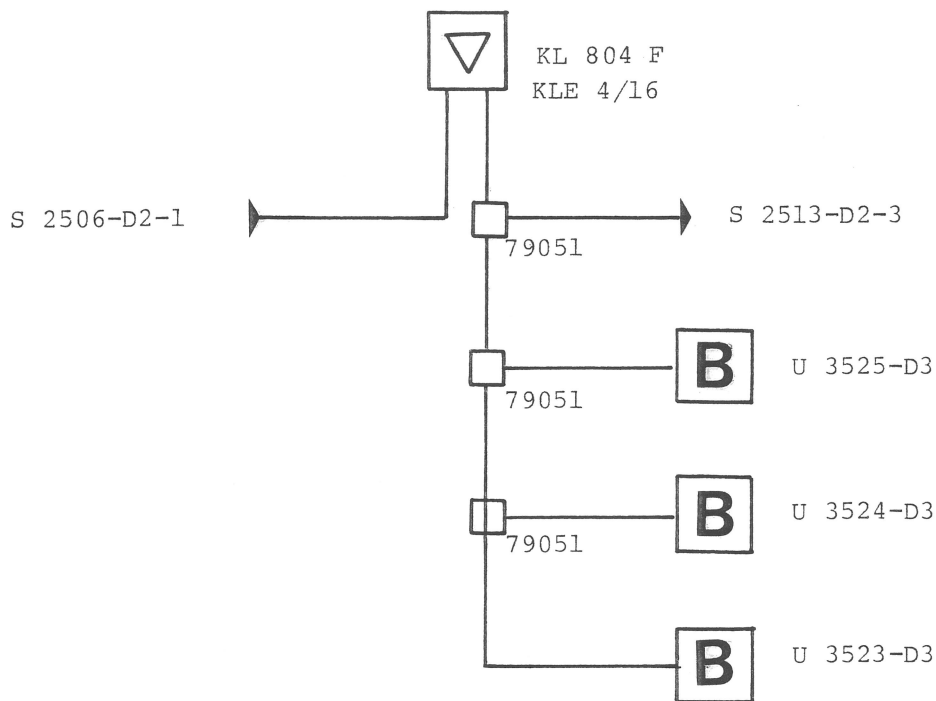 KL 804 F
KLE 4/16
S 2506-D2-1
S 2513-D2-3
79051
B
U 3525-D3
79051
B
U 3524-D3
79051
B
U 3523-D3